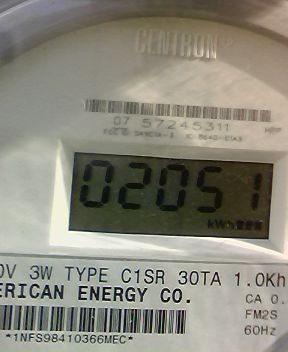 CENTRON®
07 57245311
02051
kWh
0V 3W TYPE C1SR 30TA 1.0Kh
ERICAN ENERGY CO. CA 0.
FM2S
60Hz
*1NFS98410366MEC*